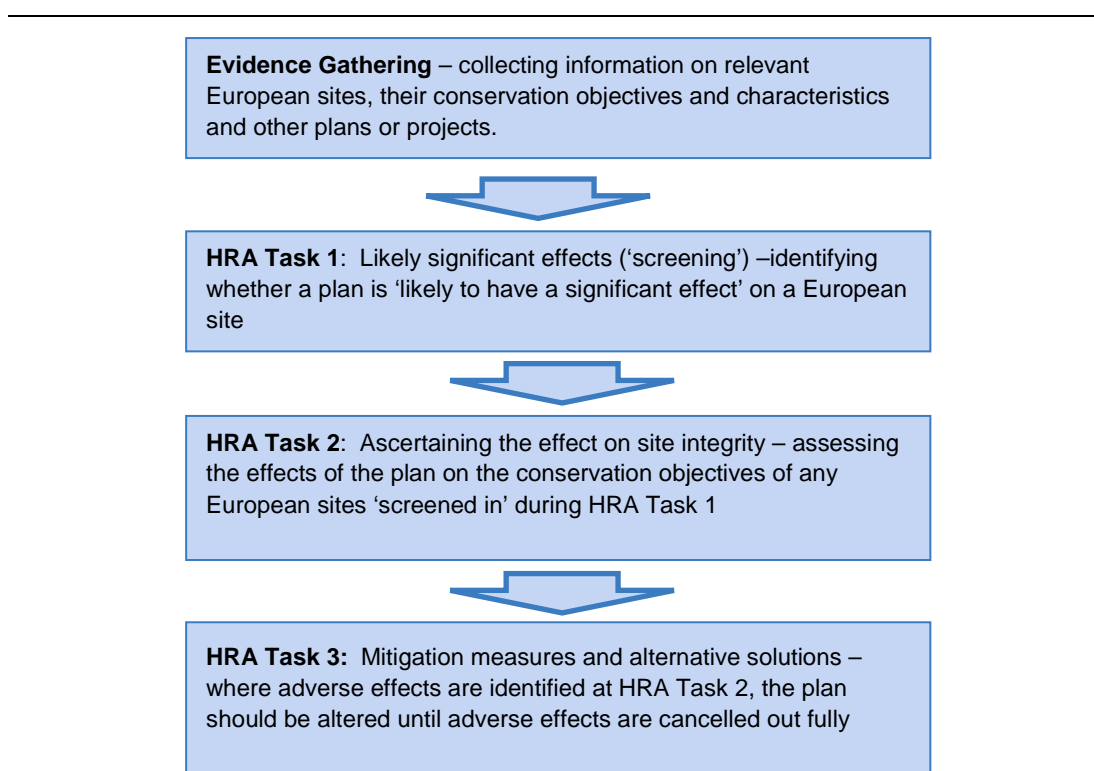 Evidence Gathering – collecting information on relevant
European sites, their conservation objectives and characteristics
and other plans or projects.
HRA Task 1:  Likely significant effects (‘screening’) –identifying
whether a plan is ‘likely to have a significant effect’ on a European
site
HRA Task 2:  Ascertaining the effect on site integrity – assessing
the effects of the plan on the conservation objectives of any
European sites ‘screened in’ during HRA Task 1
HRA Task 3:  Mitigation measures and alternative solutions –
where adverse effects are identified at HRA Task 2, the plan
should be altered until adverse effects are cancelled out fully